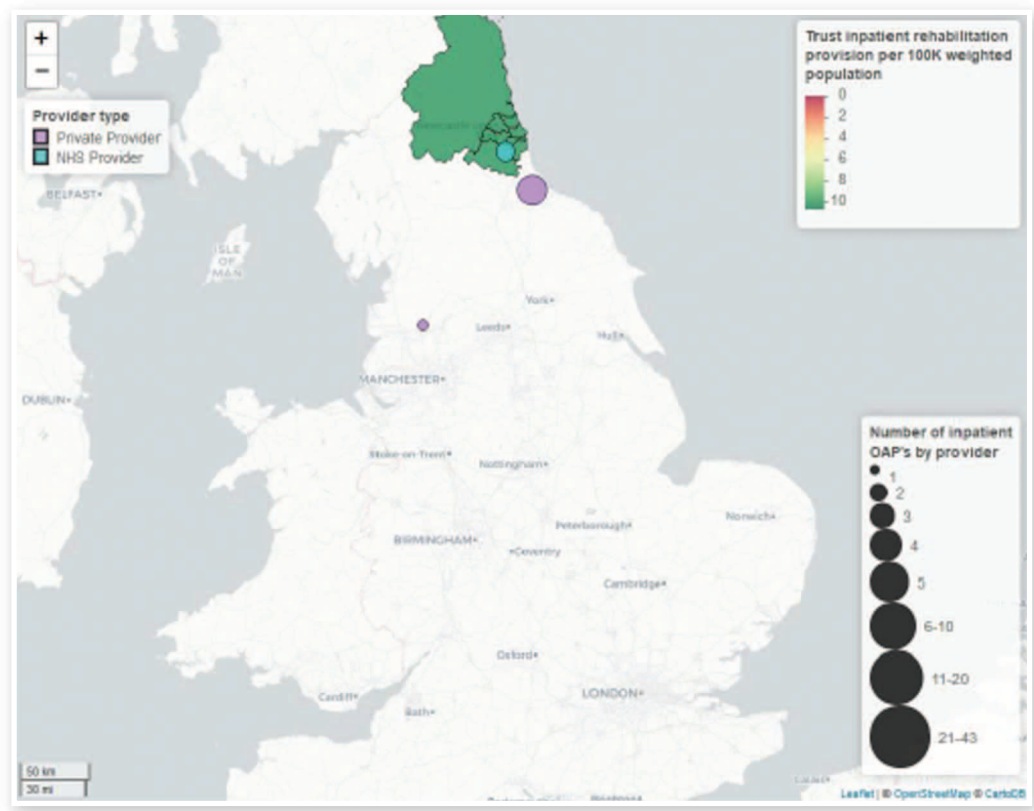 +
−
Provider type
Private Provider
NHS Provider
Trust inpatient rehabilitation
provision per 100K weighted
population
0
2
4
6
8
10
BELFAST
ISLE
OF
MAN
York
Leeds
Hull
MANCHESTER
DUBLIN
Stoke-on-Trent
Nottingham
Norwich
Peterborough
BIRMINGHAM
Coventry
Cambridge
Oxford
LONDON
Cardiff
Bath
Number of inpatient
OAP's by provider
1
2
3
4
5
6-10
11-20
21-43
50 km
30 mi
Leaflet | © OpenStreetMap © CartoDB